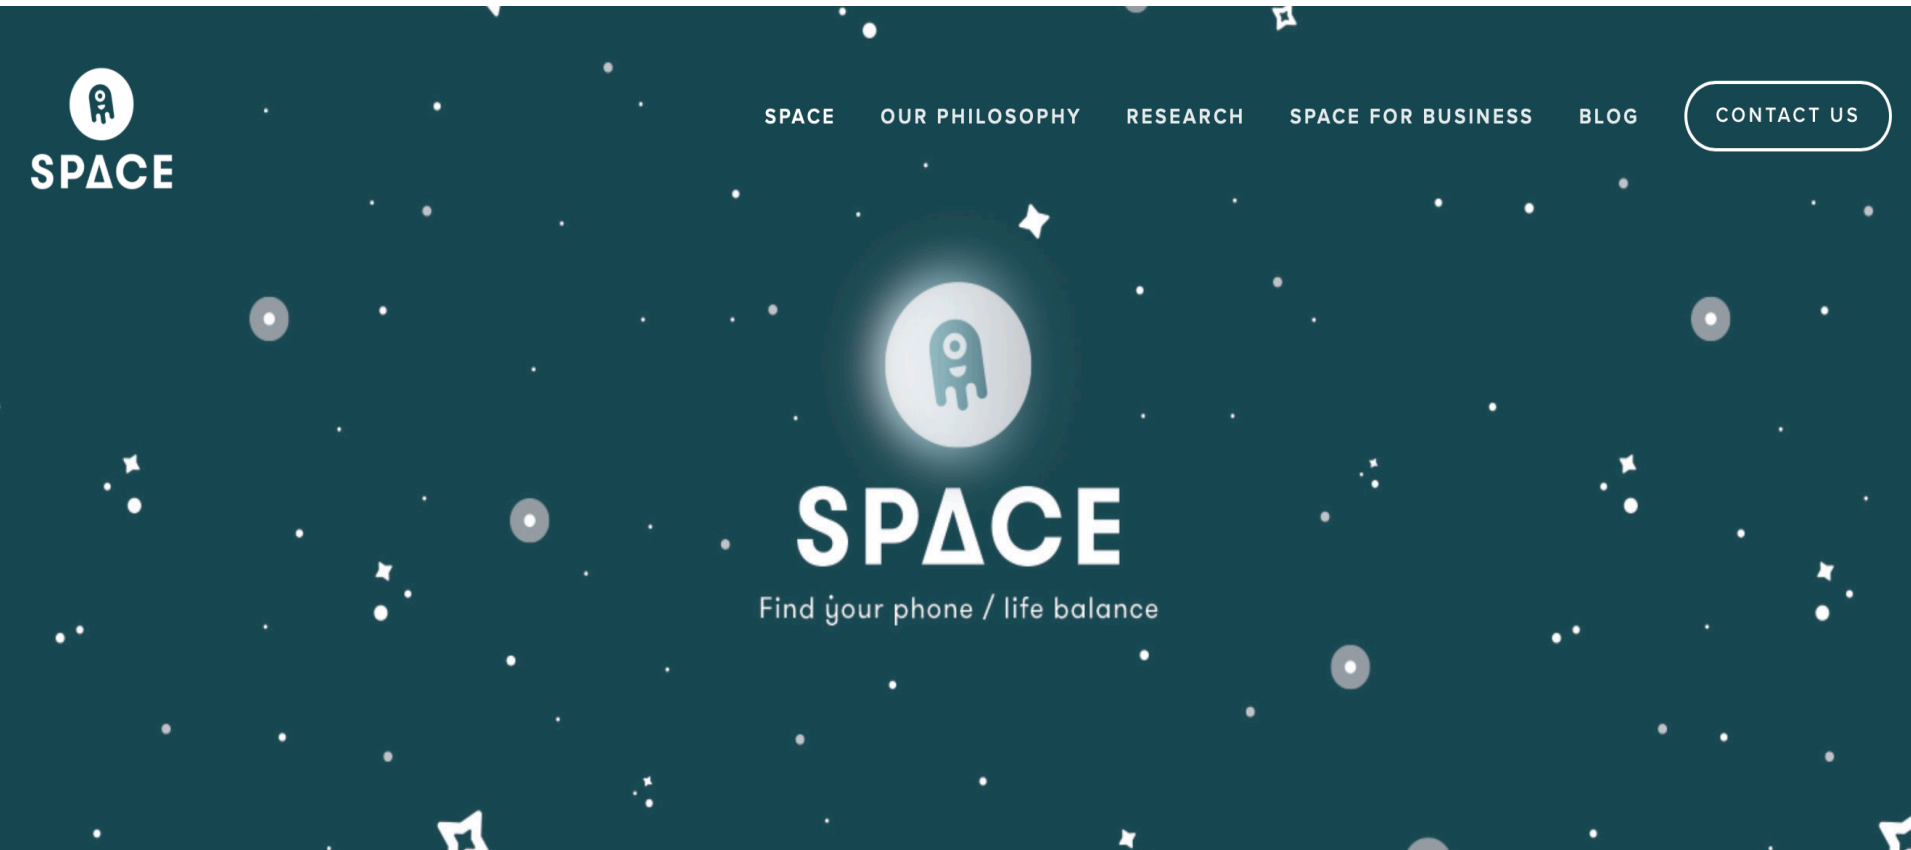 SPACE
SPACE OUR PHILOSOPHY RESEARCH SPACE FOR BUSINESS BLOG CONTACT US
SPACE
Find your phone / life balance